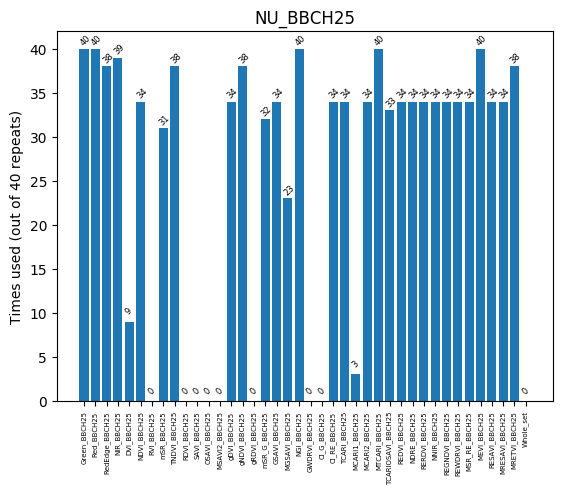 NU_BBCH25
Times used (out of 40 repeats)
40
35
30
25
20
15
10
5
0
40
40
38
39
9
34
0
31
38
0
0
0
0
34
38
0
32
34
23
40
0
0
34
34
3
34
40
33
34
34
34
34
34
34
34
40
34
34
38
0
Green_BBCH25
Red_BBCH25
RedEdge_BBCH25
NIR_BBCH25
DVI_BBCH25
NDVI_BBCH25
RVI_BBCH25
mSR_BBCH25
TNDVI_BBCH25
RDVI_BBCH25
SAVI_BBCH25
OSAVI_BBCH25
MSAVI2_BBCH25
gDVI_BBCH25
gNDVI_BBCH25
gRDVI_BBCH25
mSR_G_BBCH25
GSAVI_BBCH25
MGSAVI_BBCH25
NGI_BBCH25
GWDRVI_BBCH25
CI_G_BBCH25
CI_RE_BBCH25
TCARI_BBCH25
MCARI1_BBCH25
MCARI2_BBCH25
MTCARI_BBCH25
TCARIOSAVI_BBCH25
REDVI_BBCH25
NDRE_BBCH25
RERDVI_BBCH25
NNIR_BBCH25
REGNDVI_BBCH25
REWDRVI_BBCH25
MSR_RE_BBCH25
MEVI_BBCH25
RESAVI_BBCH25
MRESAVI_BBCH25
MRETVI_BBCH25
Whole_set